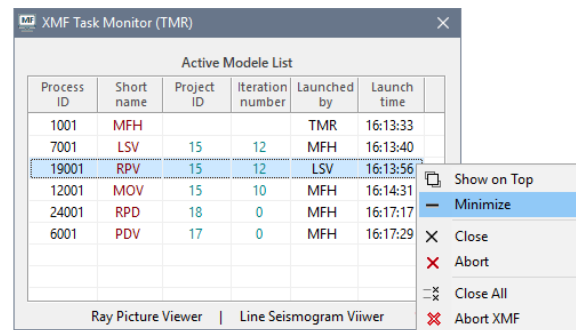 XMF Task Monitor (TMR)
Active Modele List
Process ID Short name Project ID Iteration number Launched by Launch time
1001 MFH TMR 16:13:33
7001 LSV 15 12 MFH 16:13:40
19001 RPV 15 12 LSV 16:13:56
12001 MOV 15 10 MFH 16:14:31
24001 RPD 18 0 MFH 16:17:17
6001 PDV 17 0 MFH 16:17:29
Ray Picture Viewer | Line Seismogram Viiwer
Show on Top
Minimize
Close
Abort
Close All
Abort XMF